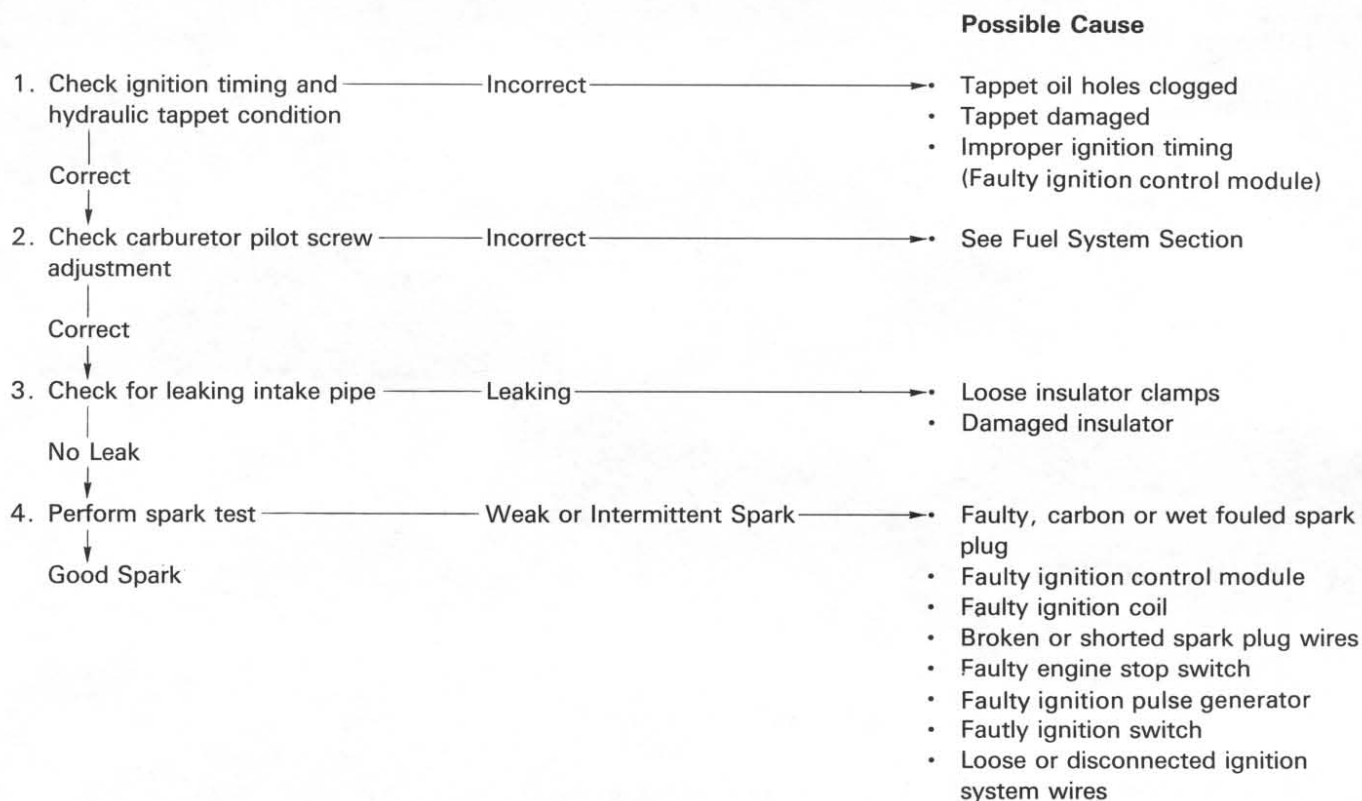 Possible Cause
1. Check ignition timing and Incorrect • Tappet oil holes clogged
hydraulic tappet condition • Tappet damaged
• Improper ignition timing
Correct (Faulty ignition control module)
2. Check carburetor pilot screw Incorrect • See Fuel System Section
adjustment
Correct
3. Check for leaking intake pipe Leaking • Loose insulator clamps
• Damaged insulator
No Leak
4. Perform spark test Weak or Intermittent Spark • Faulty, carbon or wet fouled spark
plug
Good Spark • Faulty ignition control module
• Faulty ignition coil
• Broken or shorted spark plug wires
• Faulty engine stop switch
• Faulty ignition pulse generator
• Fautly ignition switch
• Loose or disconnected ignition
system wires